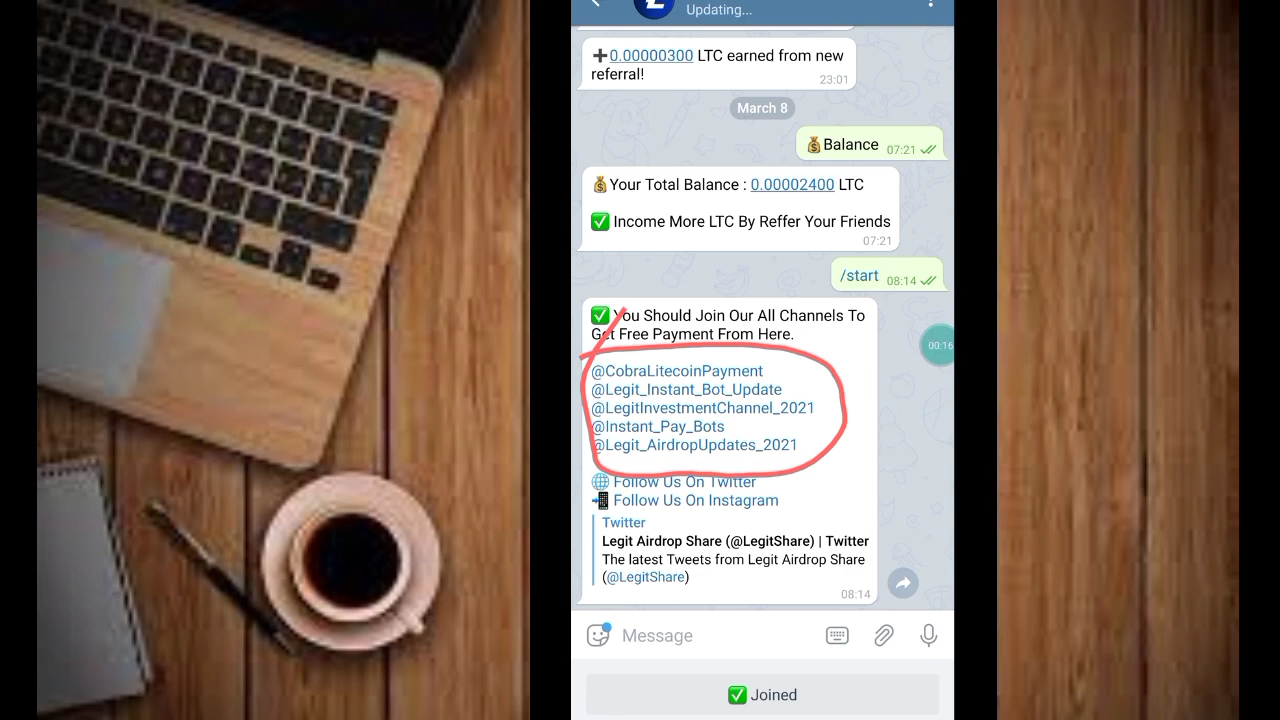 Updating...
➕0.00000300 LTC earned from new
referral!
23:01
March 8
💰Balance 07:21
💰Your Total Balance : 0.00002400 LTC
✅ Income More LTC By Reffer Your Friends
07:21
/start 08:14
✅ You Should Join Our All Channels To
Get Free Payment From Here.
@CobraLitecoinPayment
@Legit_Instant_Bot_Update
@LegitInvestmentChannel_2021
@Instant_Pay_Bots
@Legit_AirdropUpdates_2021
00:16
🌐 Follow Us On Twitter
📲 Follow Us On Instagram
Twitter
Legit Airdrop Share (@LegitShare) | Twitter
The latest Tweets from Legit Airdrop Share
(@LegitShare)
08:14
Message
✅ Joined